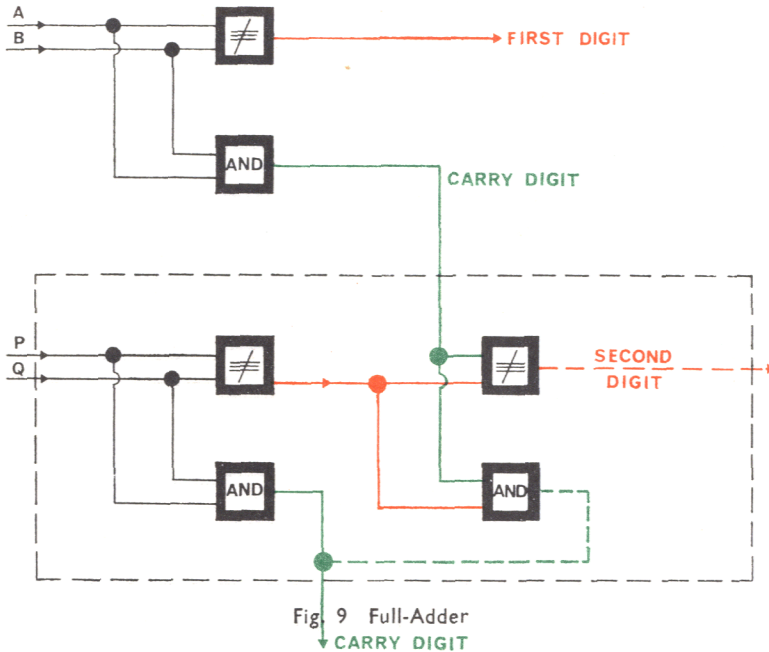 A
B
≢
FIRST DIGIT
AND
CARRY DIGIT
P
Q
≢
≢
SECOND
DIGIT
AND
AND
Fig. 9 Full-Adder
CARRY DIGIT